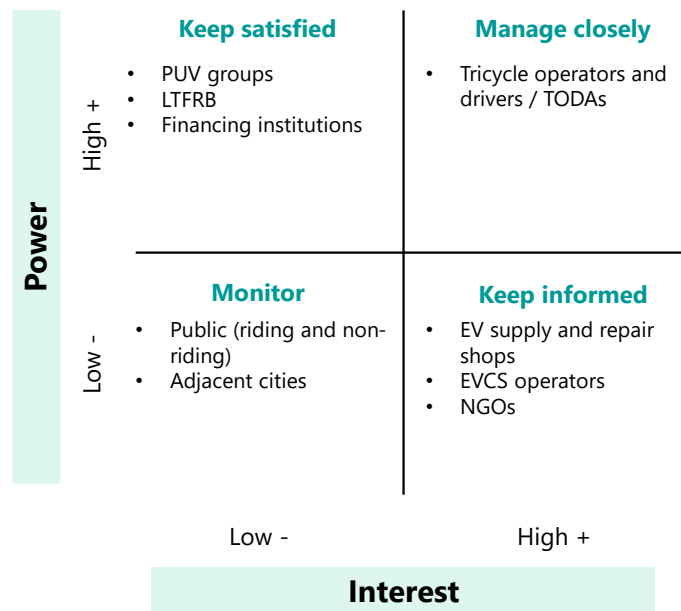 Keep satisfied
• PUV groups
• LTFRB
• Financing institutions
Manage closely
• Tricycle operators and
drivers / TODAs
High +
Power
Monitor
• Public (riding and non-
riding)
• Adjacent cities
Keep informed
• EV supply and repair
shops
• EVCS operators
• NGOs
Low -
Low -
High +
Interest